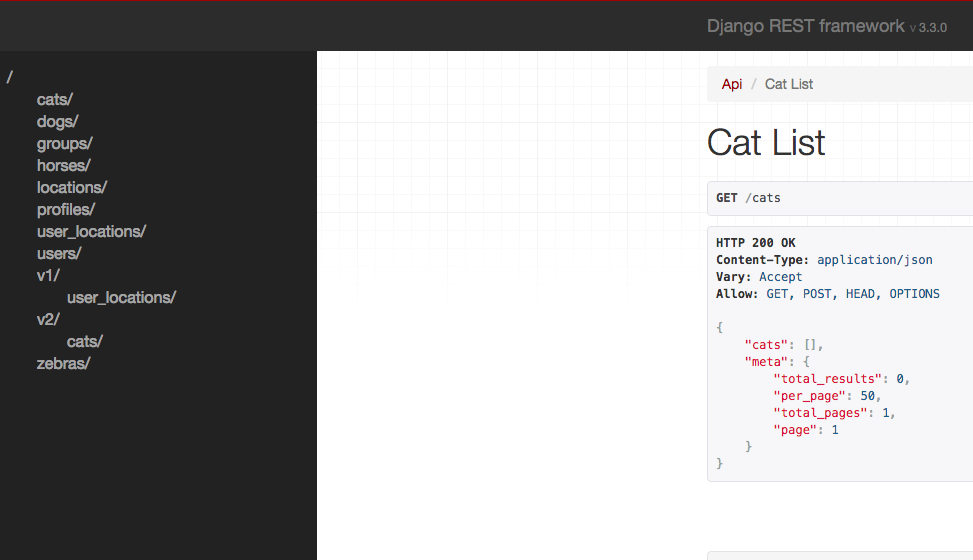 Django REST framework v 3.3.0
/
cats/
dogs/
groups/
horses/
locations/
profiles/
user_locations/
users/
v1/
user_locations/
v2/
cats/
zebras/
Api / Cat List
Cat List
GET /cats
HTTP 200 OK
Content-Type: application/json
Vary: Accept
Allow: GET, POST, HEAD, OPTIONS
{
"cats": [],
"meta": {
"total_results": 0,
"per_page": 50,
"total_pages": 1,
"page": 1
}
}